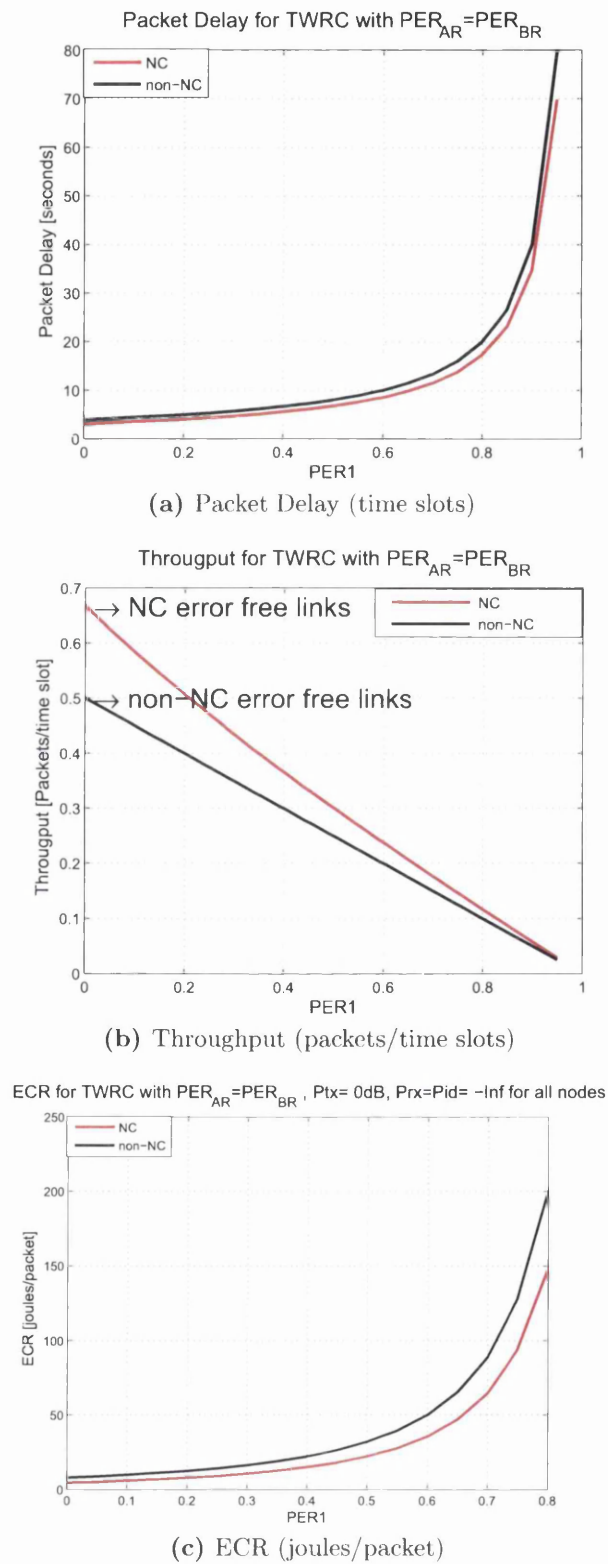 Packet Delay for TWRC with PER_AR=PER_BR
NC
non-NC
80
70
60
50
40
30
20
10
0
Packet Delay [seconds]
0.2
0.4
0.6
0.8
1
PER1
(a) Packet Delay (time slots)
Througput for TWRC with PER_AR=PER_BR
0.7
0.6
0.5
0.4
0.3
0.2
0.1
0
→ NC error free links
→ non-NC error free links
NC
non-NC
Througput [Packets/time slot]
0
0.2
0.4
0.6
0.8
1
PER1
(b) Throughput (packets/time slots)
ECR for TWRC with PER_AR=PER_BR , Ptx= 0dB, Prx=Pid= -Inf for all nodes
NC
non-NC
250
200
150
100
50
0
ECR [joules/packet]
0
0.1
0.2
0.3
0.4
0.5
0.6
0.7
0.8
PER1
(c) ECR (joules/packet)